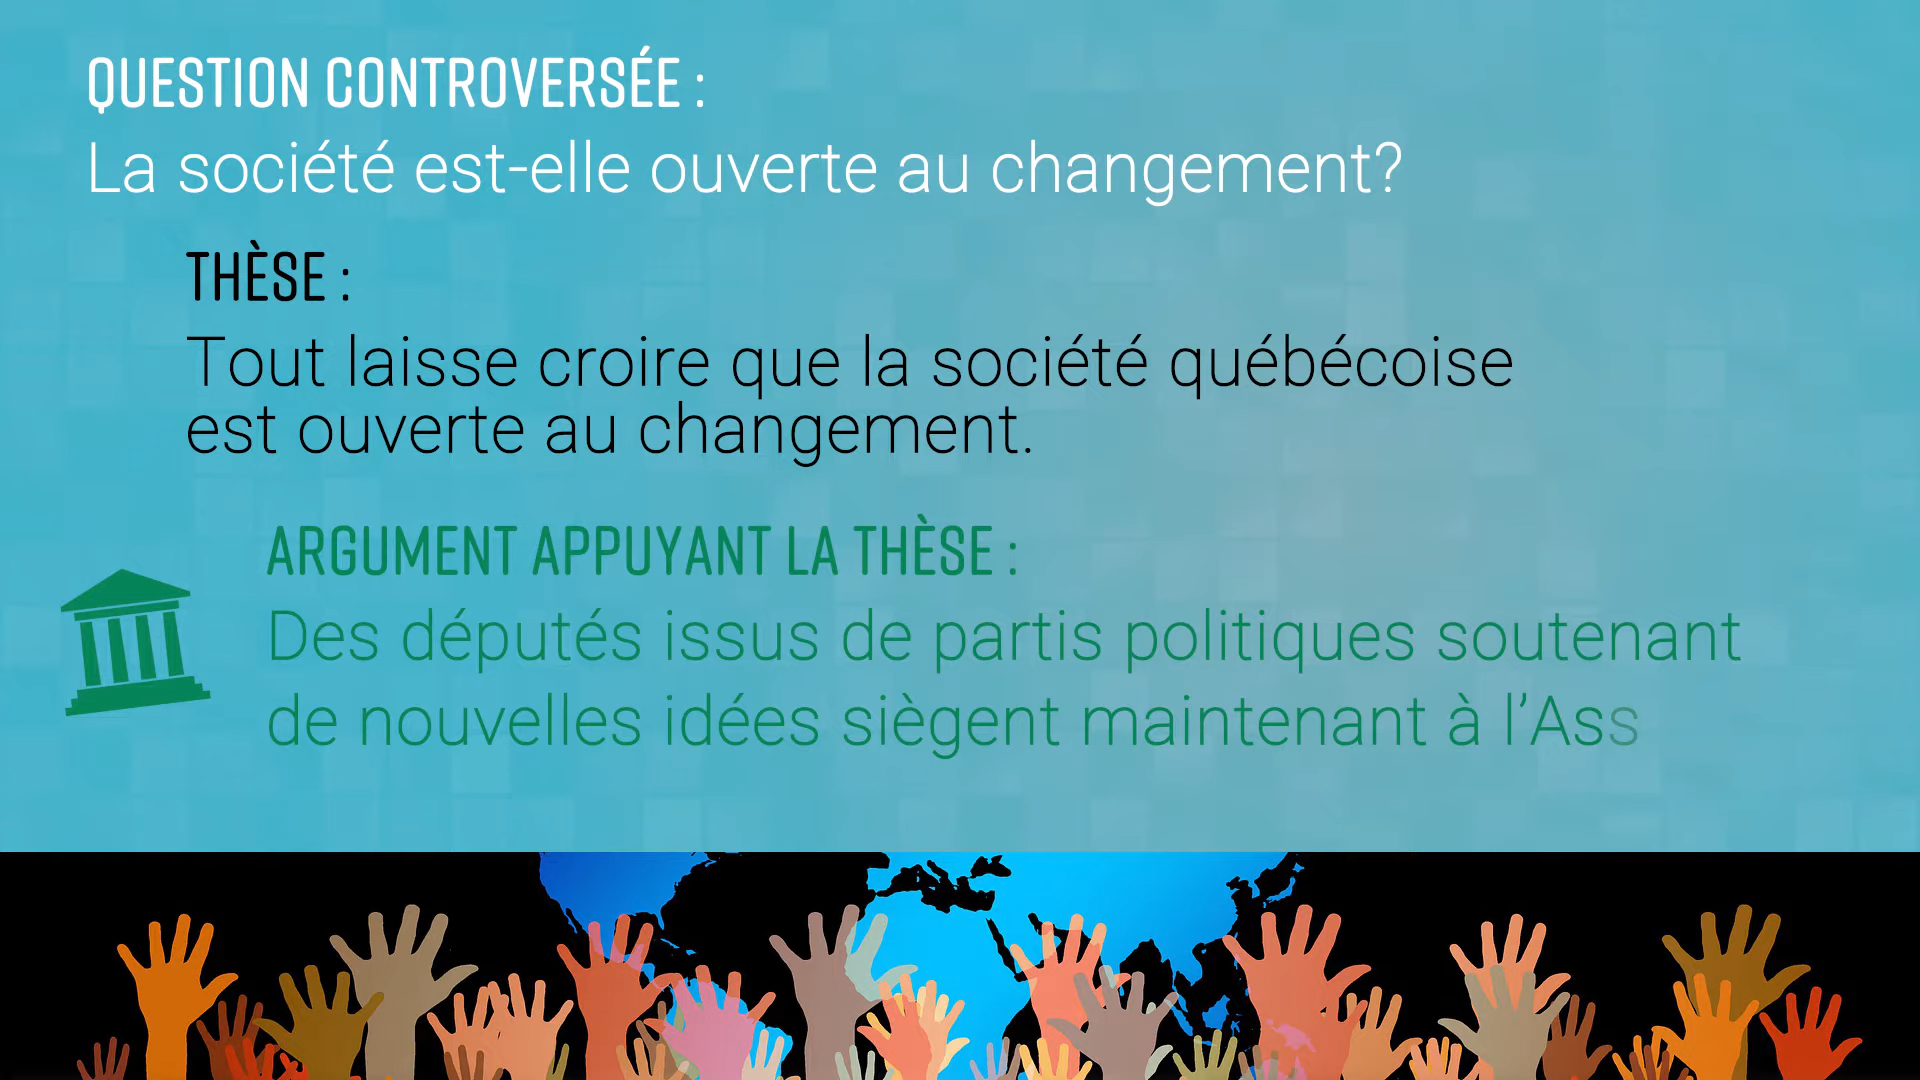 QUESTION CONTROVERSÉE :
La société est-elle ouverte au changement?
THÈSE :
Tout laisse croire que la société québécoise
est ouverte au changement.
ARGUMENT APPUYANT LA THÈSE :
Des députés issus de partis politiques soutenant
de nouvelles idées siègent maintenant à l’Ass